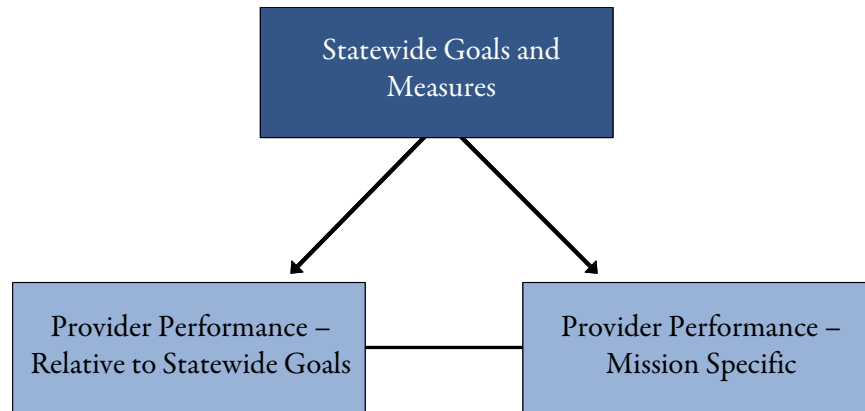 Statewide Goals and
Measures
Provider Performance –
Relative to Statewide Goals
Provider Performance –
Mission Specific